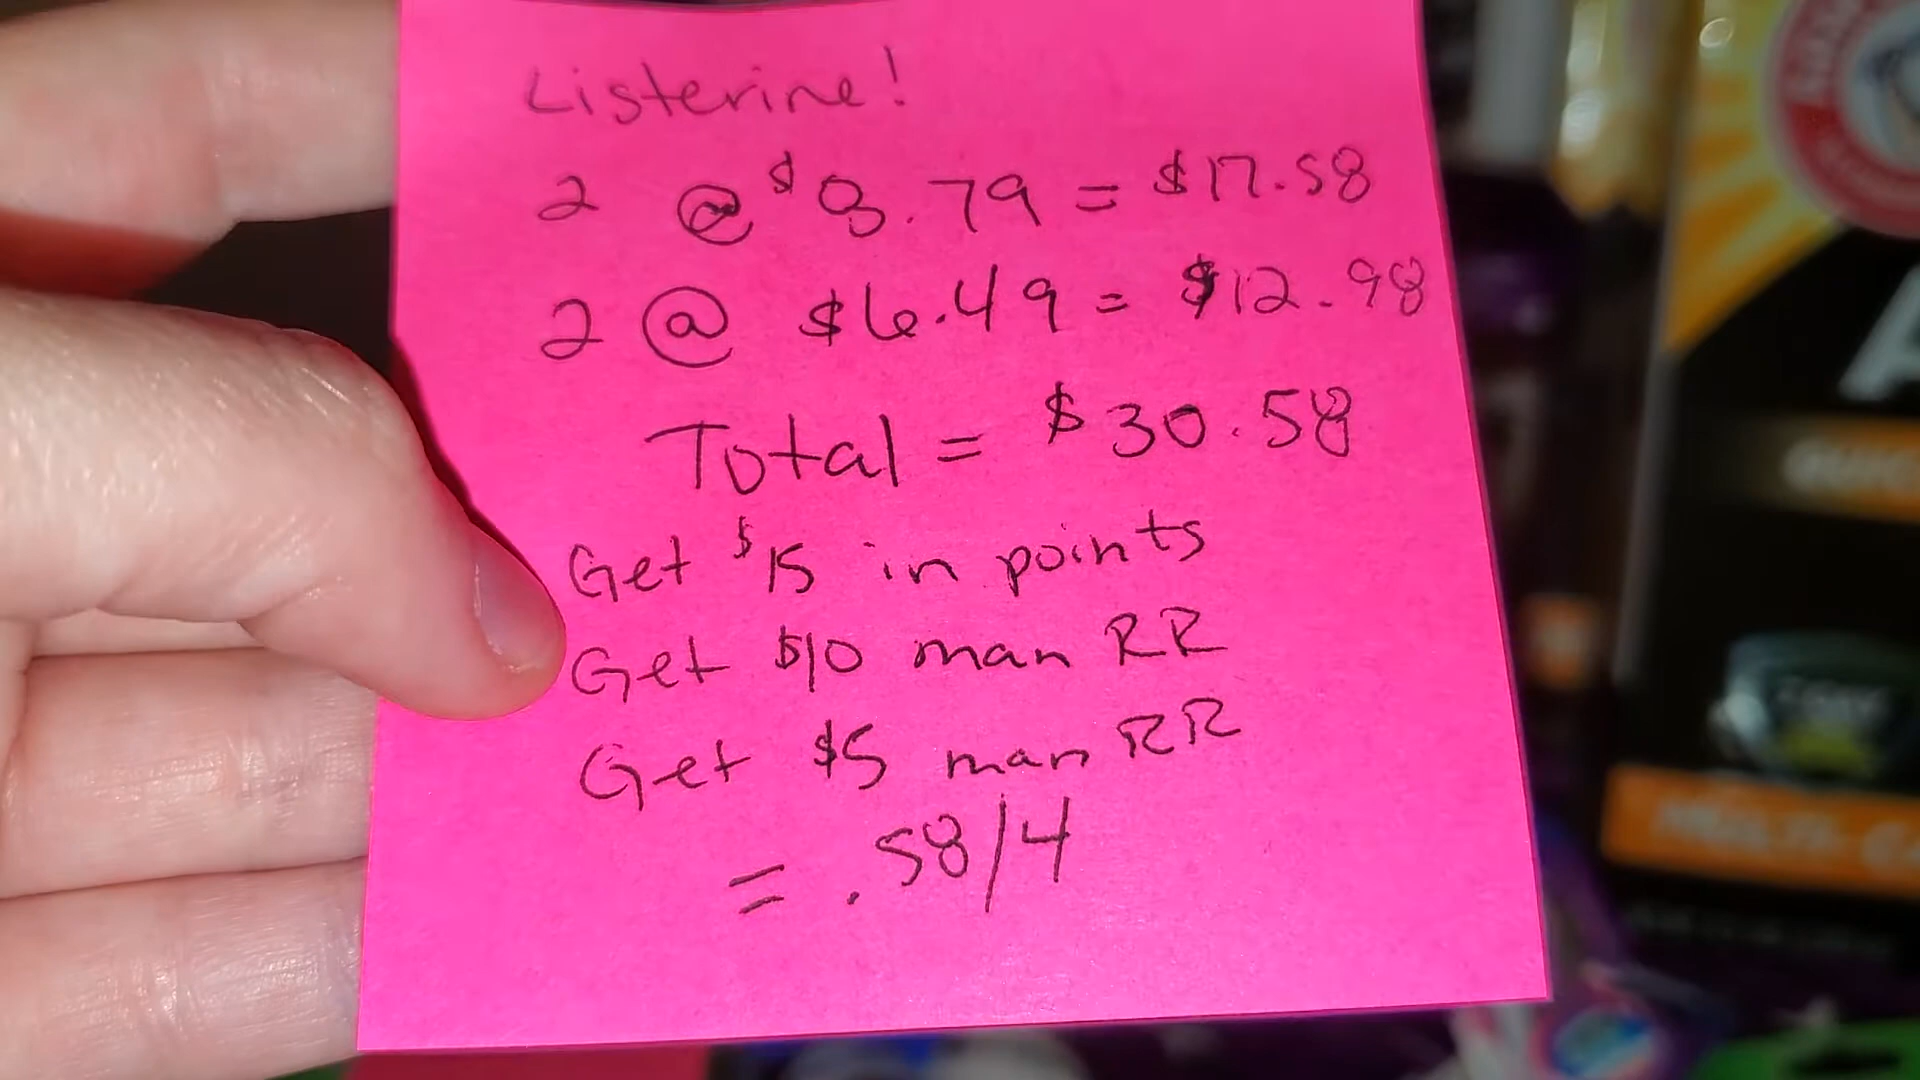 Listerine!
2 @ $8.79 = $17.58
2 @ $6.49 = $12.98
Total = $30.58
Get $15 in points
Get $10 man RR
Get $5 man RR
= .58/4